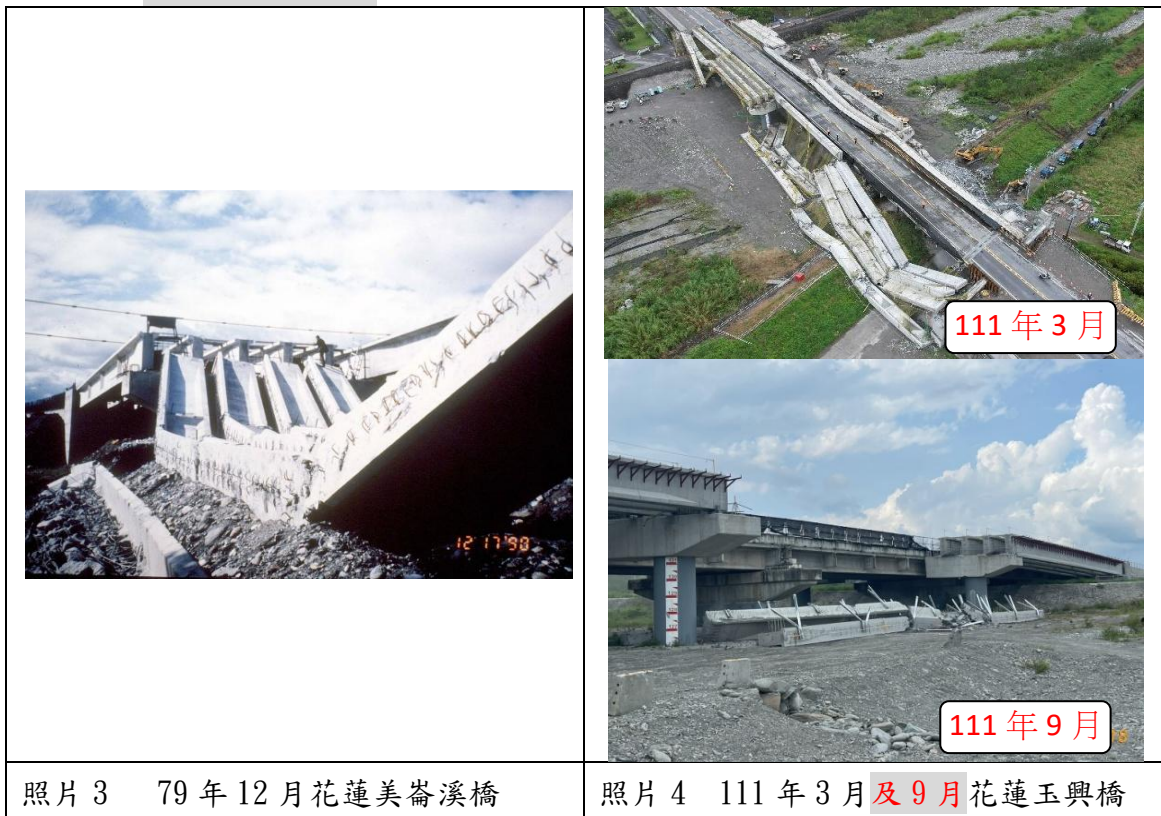 12 17'90
111 年 3 月
111 年 9 月
照片 3 79 年 12 月花蓮美崙溪橋
照片 4 111 年 3 月及 9 月花蓮玉興橋